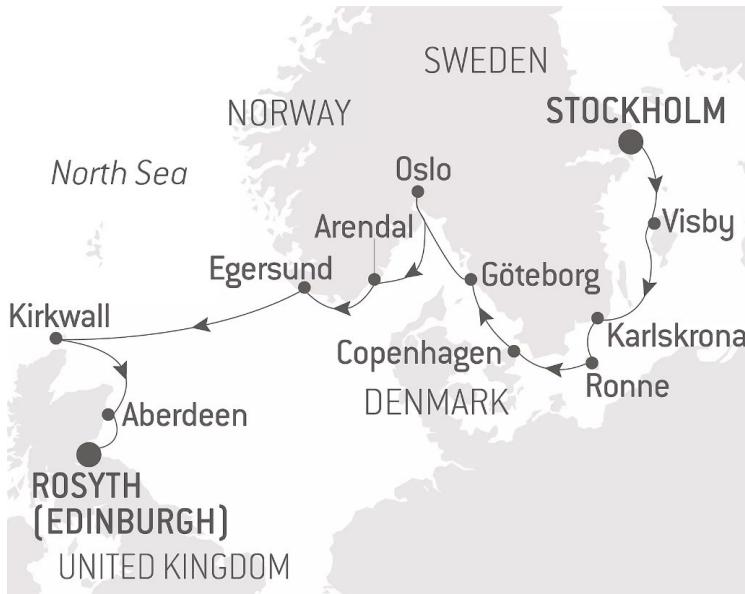 SWEDEN
NORWAY
STOCKHOLM
North Sea
Oslo
Visby
Arendal
Egersund
Göteborg
Kirkwall
Karlskrona
Copenhagen
Ronne
DENMARK
Aberdeen
ROSYTH
(EDINBURGH)
UNITED KINGDOM